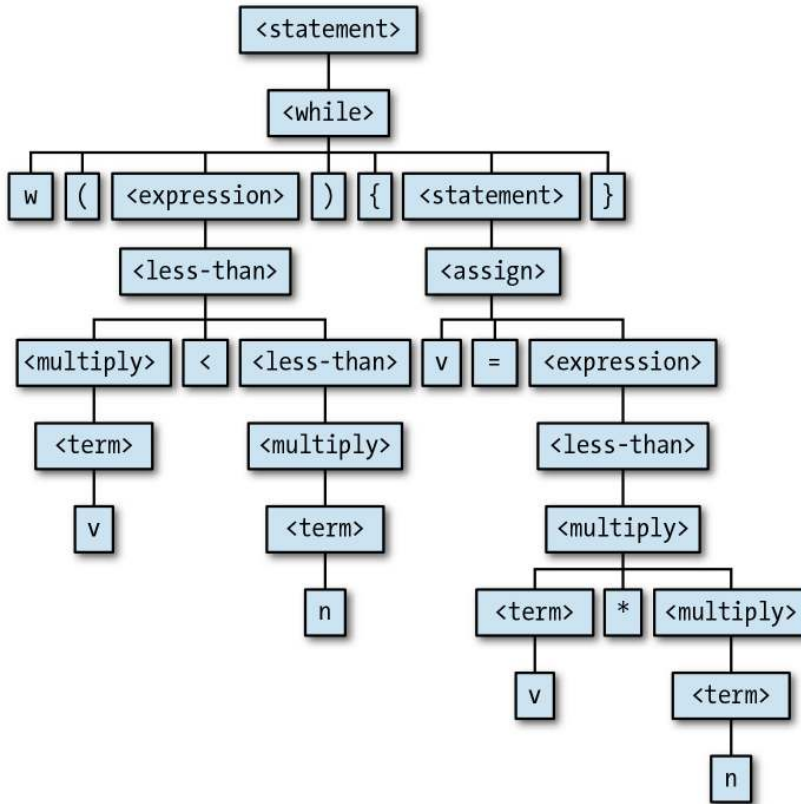 <statement>
<while>
w ( <expression> ) { <statement> }
<less-than> <assign>
<multiply> < <less-than> v = <expression>
<term> <multiply> <less-than>
v <term> <multiply>
n <term> * <multiply>
v <term>
n